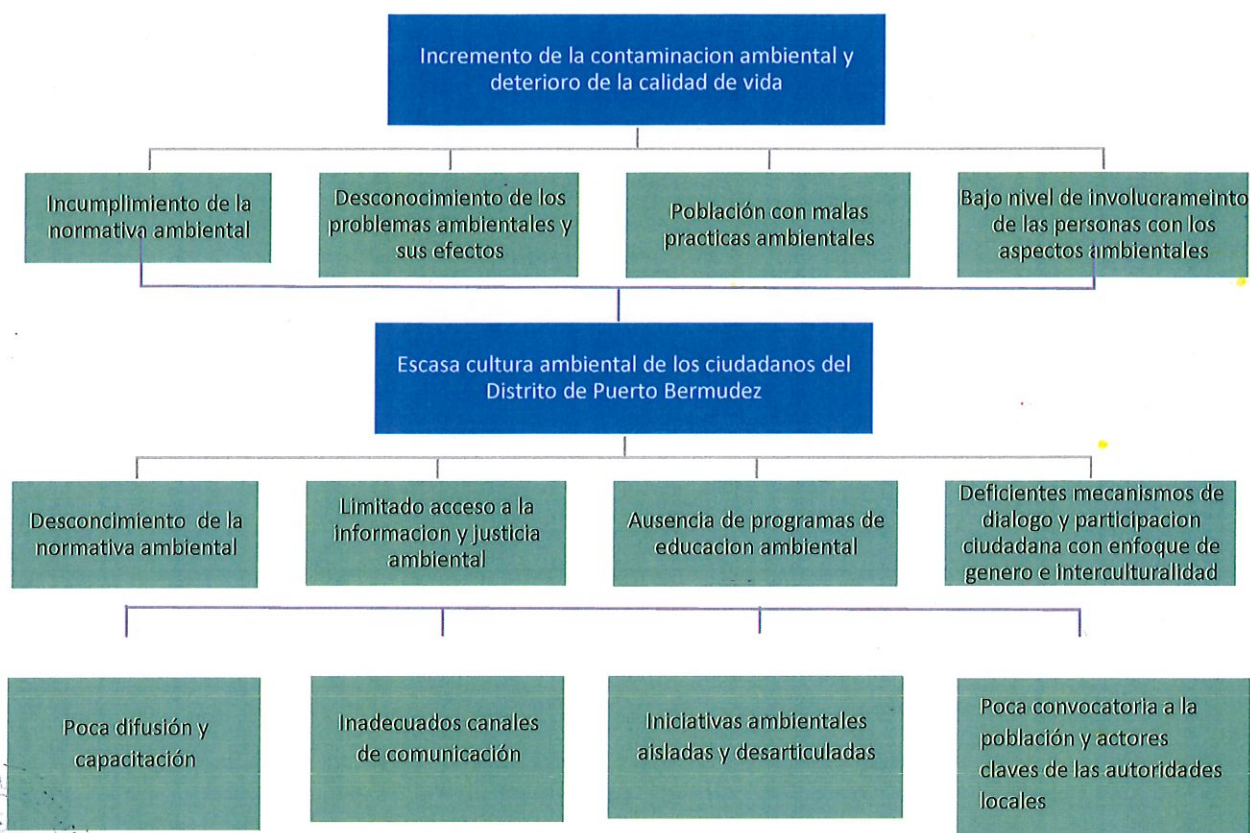 Incremento de la contaminacion ambiental y
deterioro de la calidad de vida
Incumplimiento de la
normativa ambiental
Desconocimiento de los
problemas ambientales y
sus efectos
Población con malas
practicas ambientales
Bajo nivel de involucrameinto
de las personas con los
aspectos ambientales
Escasa cultura ambiental de los ciudadanos del
Distrito de Puerto Bermudez
Desconcimiento de la
normativa ambiental
Limitado acceso a la
informacion y justicia
ambiental
Ausencia de programas de
educacion ambiental
Deficientes mecanismos de
dialogo y participacion
ciudadana con enfoque de
genero e interculturalidad
Poca difusión y
capacitación
Inadecuados canales
de comunicación
Iniciativas ambientales
aisladas y desarticuladas
Poca convocatoria a la
población y actores
claves de las autoridades
locales